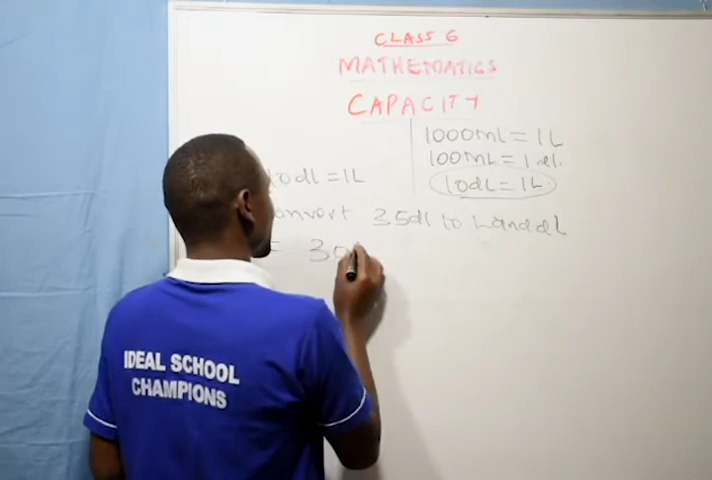 CLASS 6
MATHEMATICS
CAPACITY
1000mL = 1L
100mL = 1 dL.
10dL = 1L
10dL = 1L
Convert 35dl to L and dL
= 3
IDEAL SCHOOL
CHAMPIONS